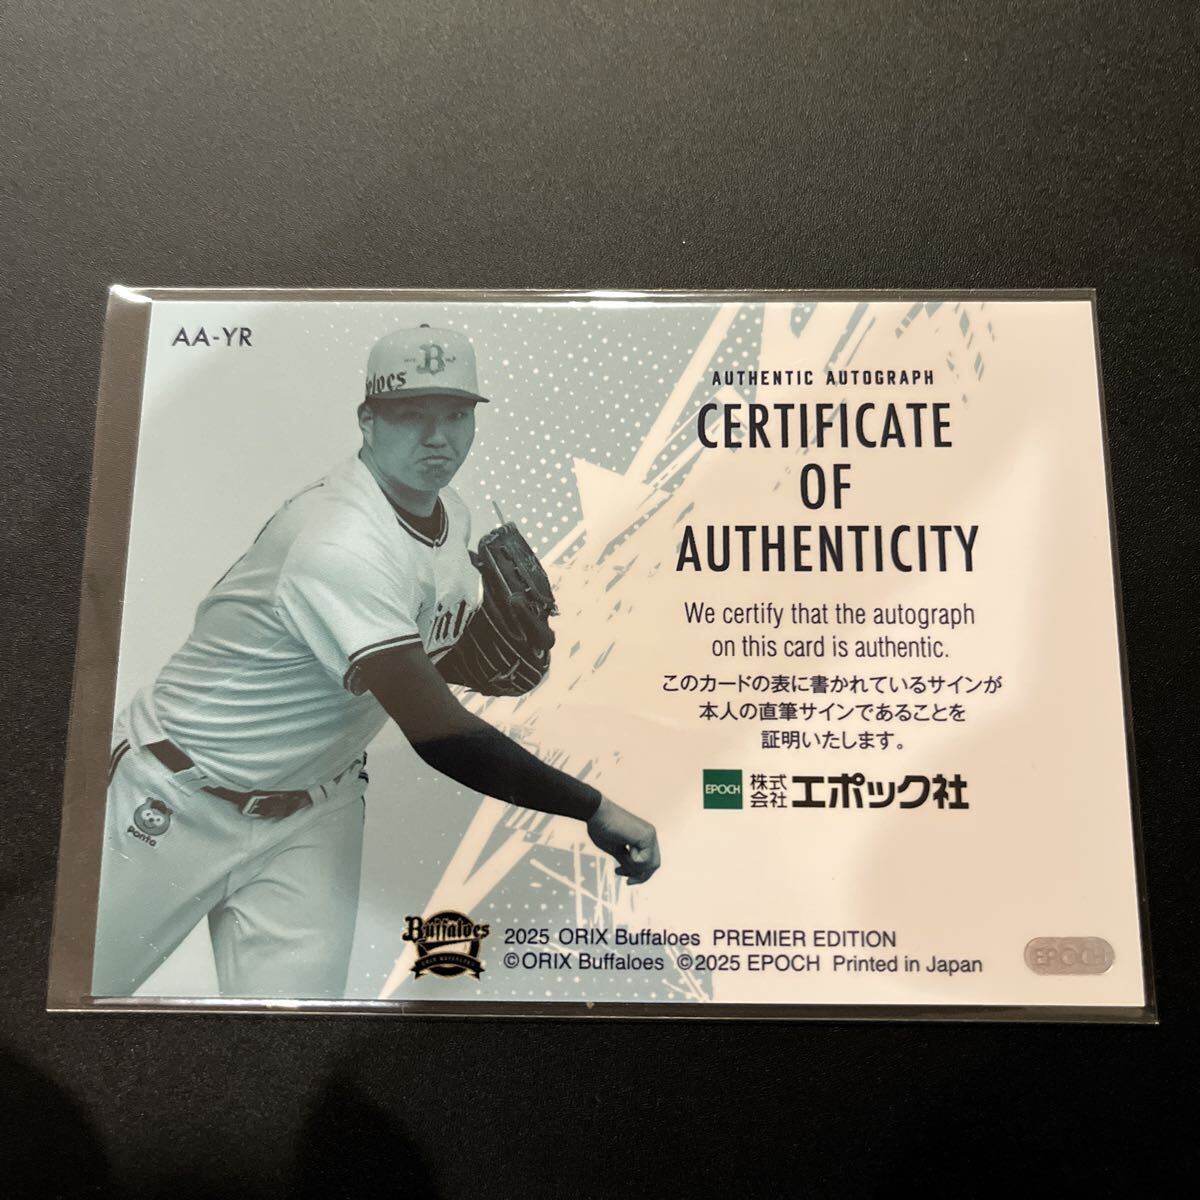 AA-YR
AUTHENTIC AUTOGRAPH
CERTIFICATE
OF
AUTHENTICITY
We certify that the autograph
on this card is authentic.
このカードの表に書かれているサインが
本人の直筆サインであることを
証明いたします。
EPOCH 株式会社 エポック社
B
ponta
Buffaloes
ORIX BUFFALOES
2025 ORIX Buffaloes PREMIER EDITION
©ORIX Buffaloes ©2025 EPOCH Printed in Japan
EPOCH